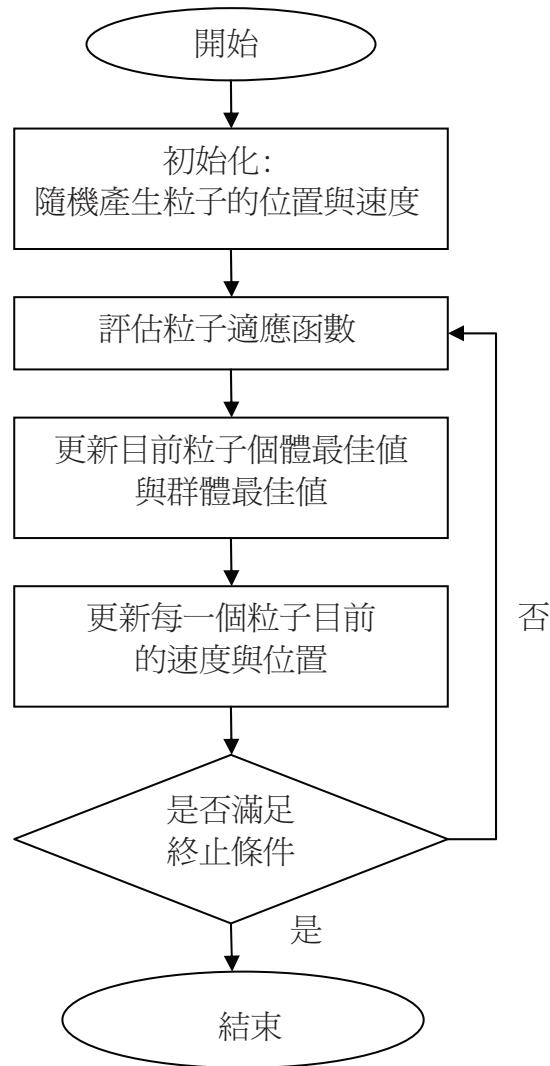 開始
初始化:
隨機產生粒子的位置與速度
評估粒子適應函數
更新目前粒子個體最佳值
與群體最佳值
更新每一個粒子目前
的速度與位置
否
是否滿足
終止條件
是
結束